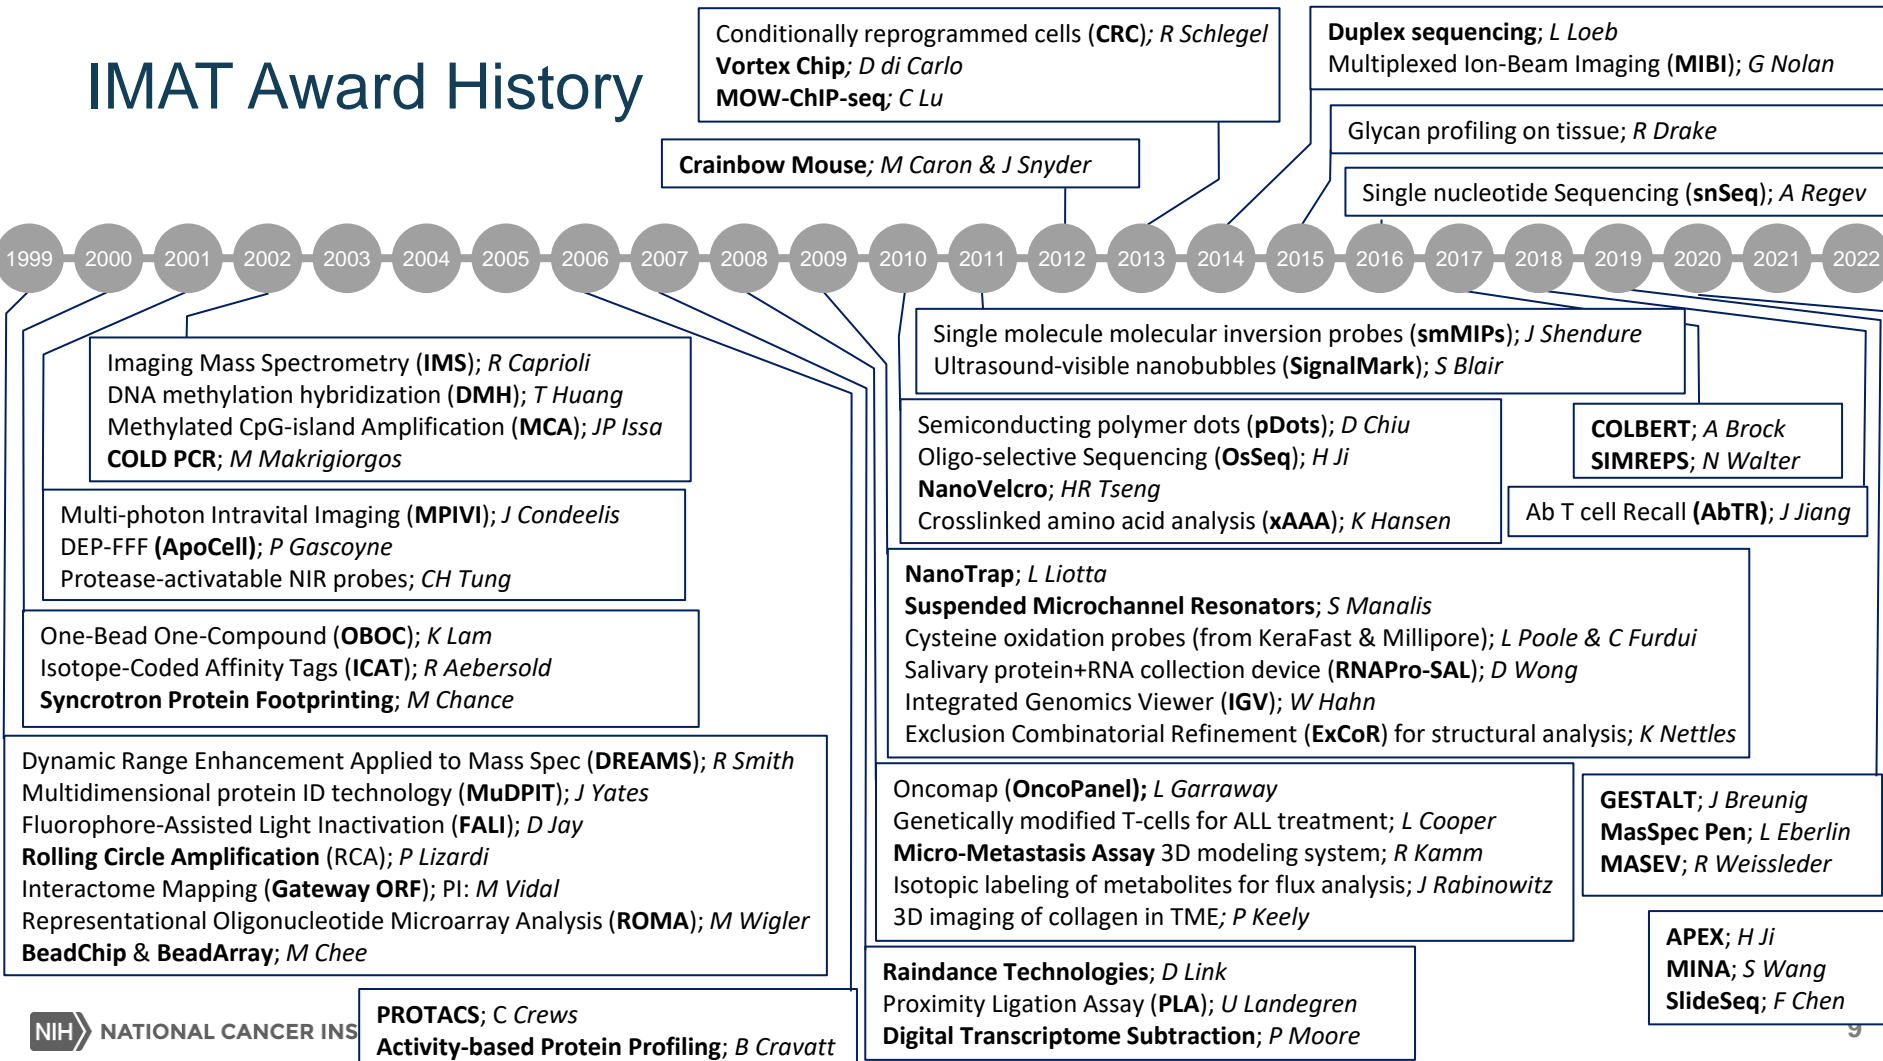 IMAT Award History
Conditionally reprogrammed cells (CRC); R Schlegel
Vortex Chip; D di Carlo
MOW-ChIP-seq; C Lu
Duplex sequencing; L Loeb
Multiplexed Ion-Beam Imaging (MIBI); G Nolan
Glycan profiling on tissue; R Drake
Crainbow Mouse; M Caron & J Snyder
Single nucleotide Sequencing (snSeq); A Regev
1999 2000 2001 2002 2003 2004 2005 2006 2007 2008 2009 2010 2011 2012 2013 2014 2015 2016 2017 2018 2019 2020 2021 2022
Imaging Mass Spectrometry (IMS); R Caprioli
DNA methylation hybridization (DMH); T Huang
Methylated CpG-island Amplification (MCA); JP Issa
COLD PCR; M Makrigiorgos
Multi-photon Intravital Imaging (MPIVI); J Condeelis
DEP-FFF (ApoCell); P Gascoyne
Protease-activatable NIR probes; CH Tung
One-Bead One-Compound (OBOC); K Lam
Isotope-Coded Affinity Tags (ICAT); R Aebersold
Syncrotron Protein Footprinting; M Chance
Dynamic Range Enhancement Applied to Mass Spec (DREAMS); R Smith
Multidimensional protein ID technology (MuDPIT); J Yates
Fluorophore-Assisted Light Inactivation (FALI); D Jay
Rolling Circle Amplification (RCA); P Lizardi
Interactome Mapping (Gateway ORF); PI: M Vidal
Representational Oligonucleotide Microarray Analysis (ROMA); M Wigler
BeadChip & BeadArray; M Chee
Single molecule molecular inversion probes (smMIPs); J Shendure
Ultrasound-visible nanobubbles (SignalMark); S Blair
Semiconducting polymer dots (pDots); D Chiu
Oligo-selective Sequencing (OsSeq); H Ji
NanoVelcro; HR Tseng
Crosslinked amino acid analysis (xAAA); K Hansen
COLBERT; A Brock
SIMREPS; N Walter
Ab T cell Recall (AbTR); J Jiang
NanoTrap; L Liotta
Suspended Microchannel Resonators; S Manalis
Cysteine oxidation probes (from KeraFast & Millipore); L Poole & C Furdui
Salivary protein+RNA collection device (RNAPro-SAL); D Wong
Integrated Genomics Viewer (IGV); W Hahn
Exclusion Combinatorial Refinement (ExCoR) for structural analysis; K Nettles
Oncomap (OncoPanel); L Garraway
Genetically modified T-cells for ALL treatment; L Cooper
Micro-Metastasis Assay 3D modeling system; R Kamm
Isotopic labeling of metabolites for flux analysis; J Rabinowitz
3D imaging of collagen in TME; P Keely
GESTALT; J Breunig
MasSpec Pen; L Eberlin
MASEV; R Weissleder
APEX; H Ji
MINA; S Wang
SlideSeq; F Chen
Raindance Technologies; D Link
Proximity Ligation Assay (PLA); U Landegren
Digital Transcriptome Subtraction; P Moore
PROTACS; C Crews
Activity-based Protein Profiling; B Cravatt
NIH NATIONAL CANCER INS
9